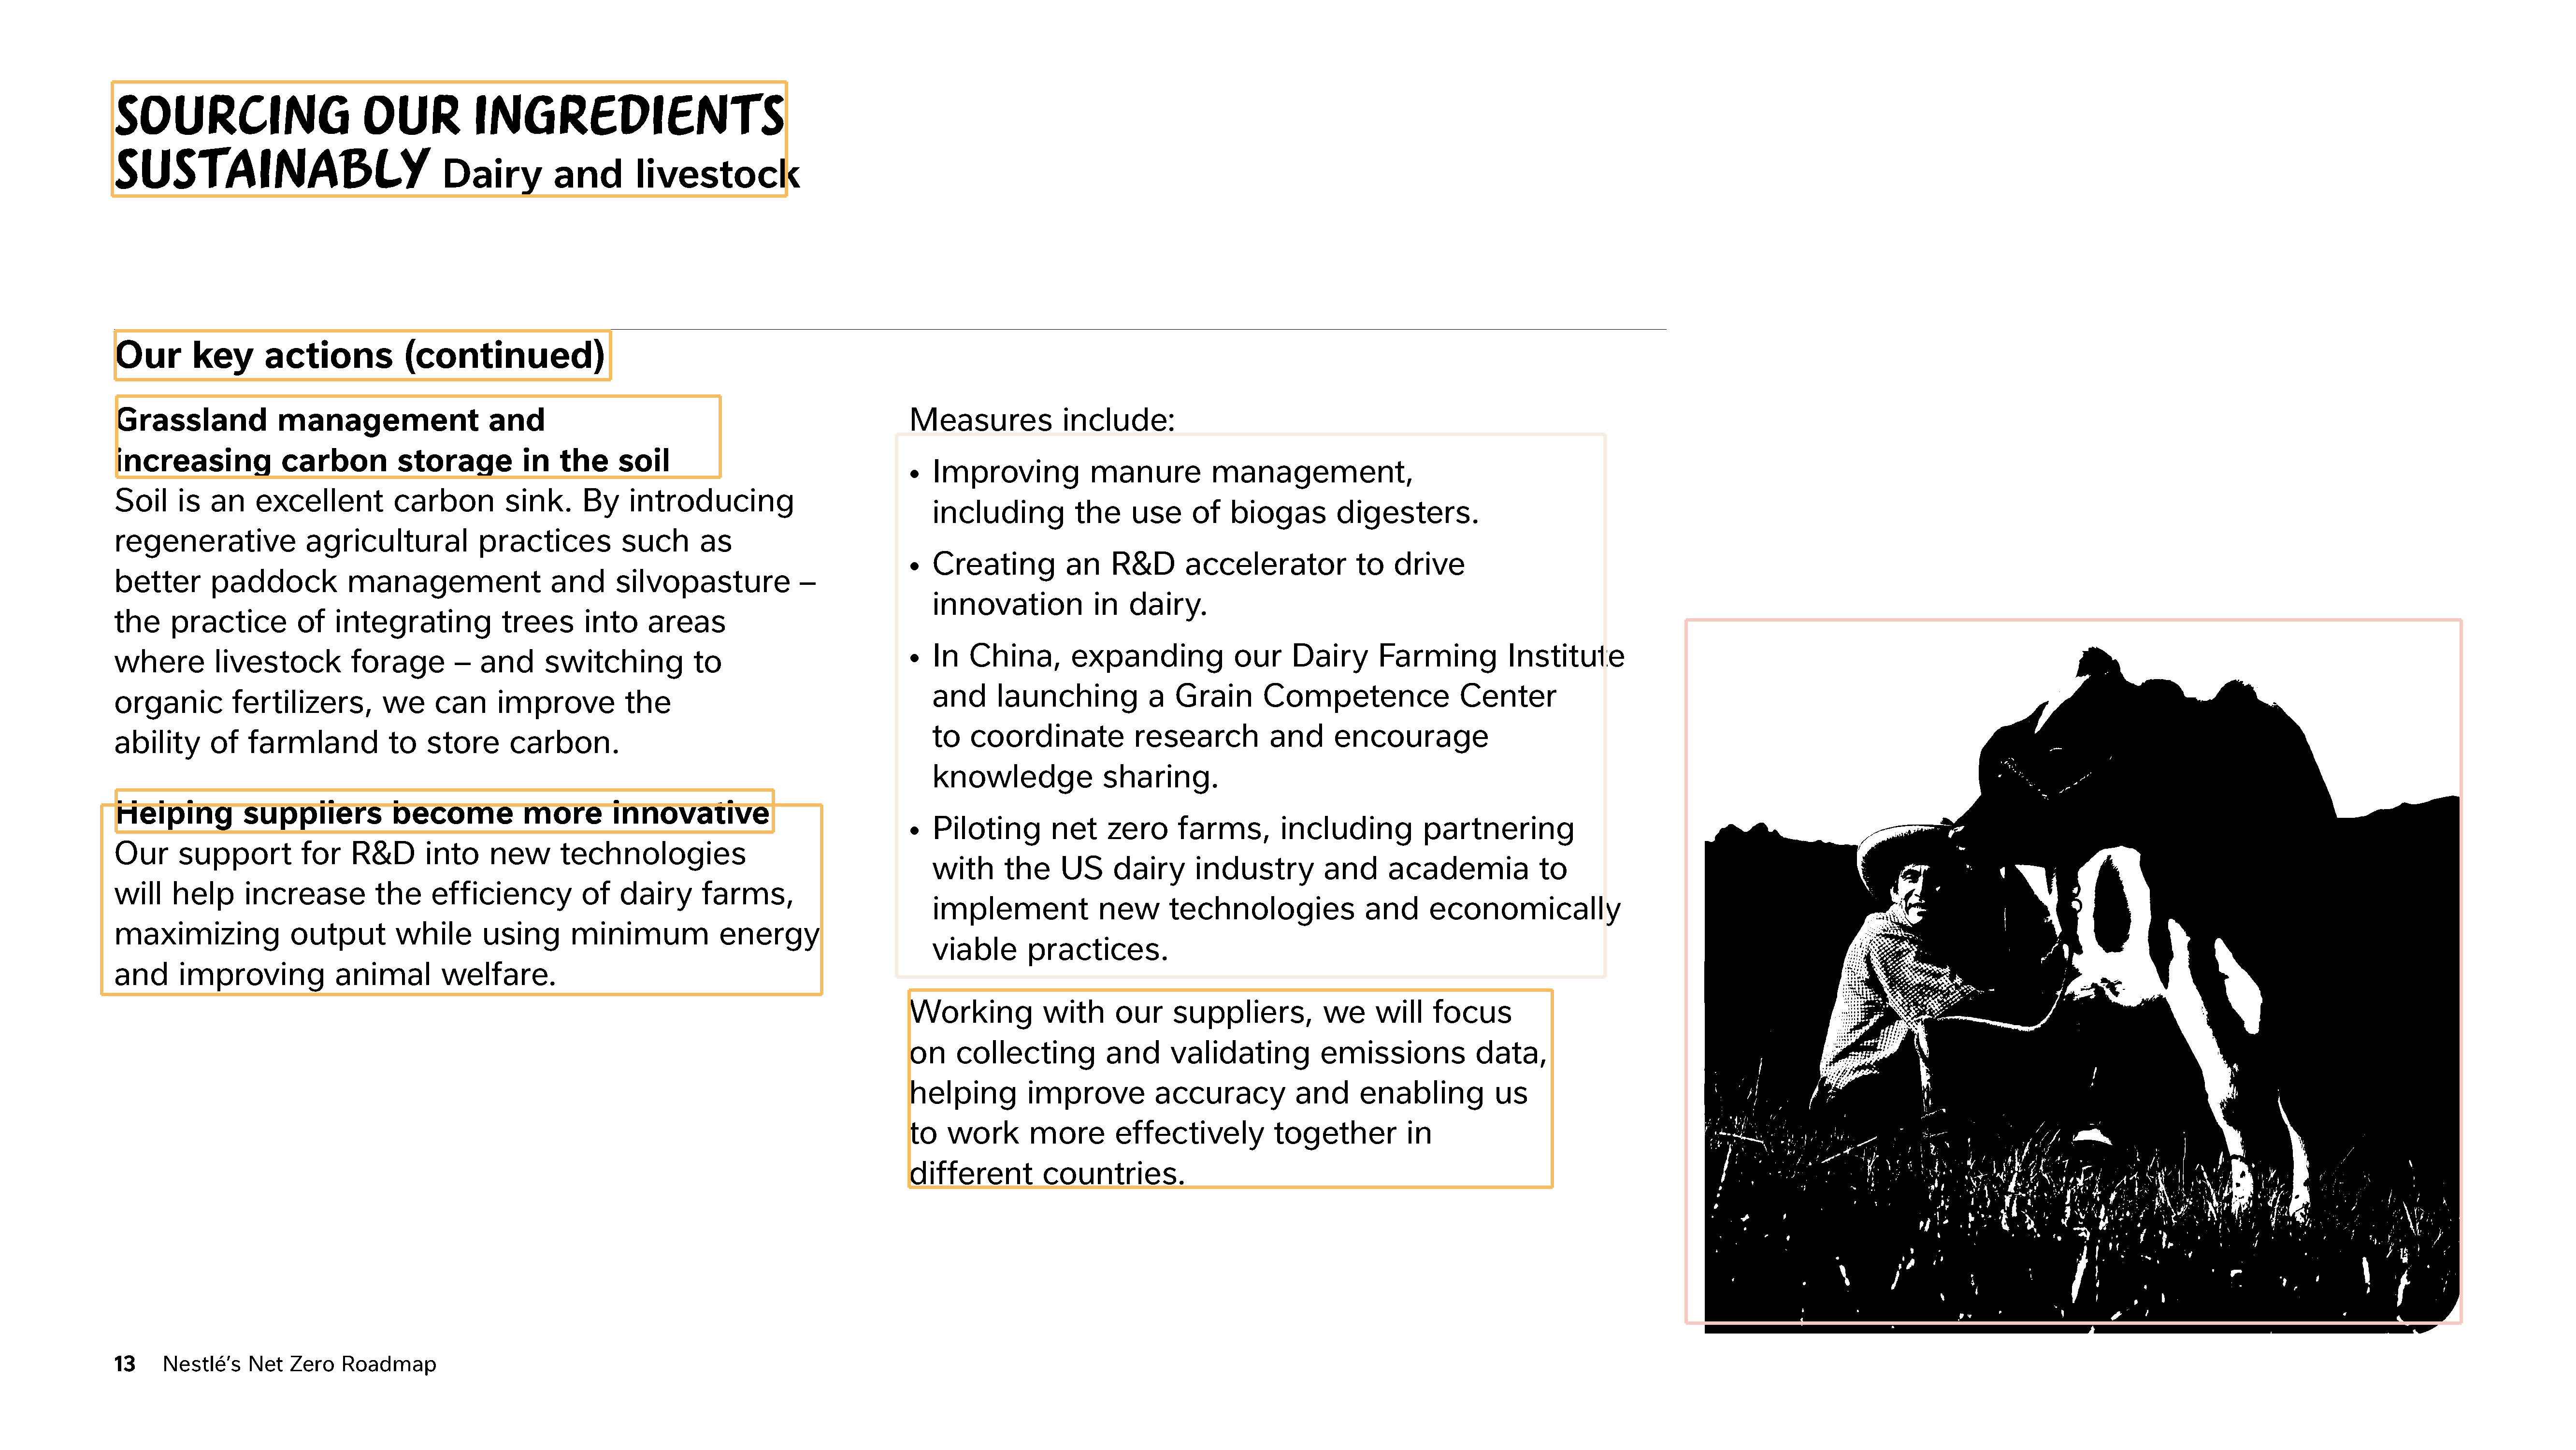 SOURCING OUR INGREDIENTS
SUSTAINABLY Dairy and livestock
Our key actions (continued)
Grassland management and
increasing carbon storage in the soil
Soil is an excellent carbon sink. By introducing
regenerative agricultural practices such as
better paddock management and silvopasture –
the practice of integrating trees into areas
where livestock forage – and switching to
organic fertilizers, we can improve the
ability of farmland to store carbon.
Helping suppliers become more innovative
Our support for R&D into new technologies
will help increase the efficiency of dairy farms,
maximizing output while using minimum energy
and improving animal welfare.
Measures include:
• Improving manure management,
including the use of biogas digesters.
• Creating an R&D accelerator to drive
innovation in dairy.
• In China, expanding our Dairy Farming Institute
and launching a Grain Competence Center
to coordinate research and encourage
knowledge sharing.
• Piloting net zero farms, including partnering
with the US dairy industry and academia to
implement new technologies and economically
viable practices.
Working with our suppliers, we will focus
on collecting and validating emissions data,
helping improve accuracy and enabling us
to work more effectively together in
different countries.
13 Nestlé’s Net Zero Roadmap